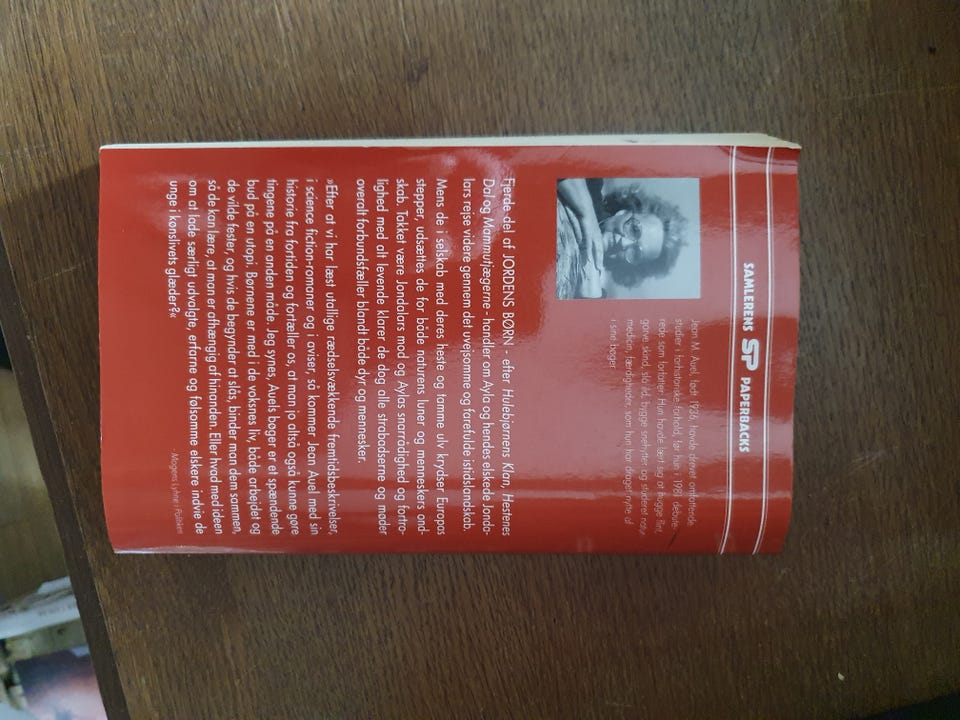 SAMLERENS SP PAPERBACKS
Jean M. Auel, født 1936, havde drevet omfattende
studier i forhistoriske forhold, før hun i 1981 debute-
rede som forfatter. Hun havde lært sig at hugge flint,
garve skind, slå ild, bygge snehytter og studeret natur-
medicin, færdigheder, som hun har draget nytte af
i sine bøger.
Fjerde del af JORDENS BØRN - efter Hulebjørnens Klan, Hestenes
Dal og Mammutjægerne - handler om Ayla og hendes elskede Jonda-
lars rejse videre gennem det uvejsomme og farefulde istidslandskab.
Mens de i selskab med deres heste og tamme ulv krydser Europas
stepper, udsættes de for både naturens luner og menneskers ond-
skab. Takket være Jondalars mod og Aylas snarrådighed og fortro-
lighed med alt levende klarer de dog alle strabadserne og møder
overalt forbundsfæller blandt både dyr og mennesker.
»Efter at vi har læst utallige rædselsvækkende fremtidsbeskrivelser,
i science fiction-romaner og i aviser, så kommer Jean Auel med sin
historie fra fortiden og fortæller os, at man jo altså også kunne gøre
tingene på en anden måde. Jeg synes, Auels bøger er et spændende
bud på en utopi. Børnene er med i de voksnes liv, både arbejdet og
de vilde fester, og hvis de begynder at slås, binder man dem sammen,
så de kan lære, at man er afhængig af hinanden. Eller hvad med ideen
om at lade særligt udvalgte, erfarne og følsomme elskere indvie de
unge i kønslivets glæder?«
- Mogens Lyhne i Politiken